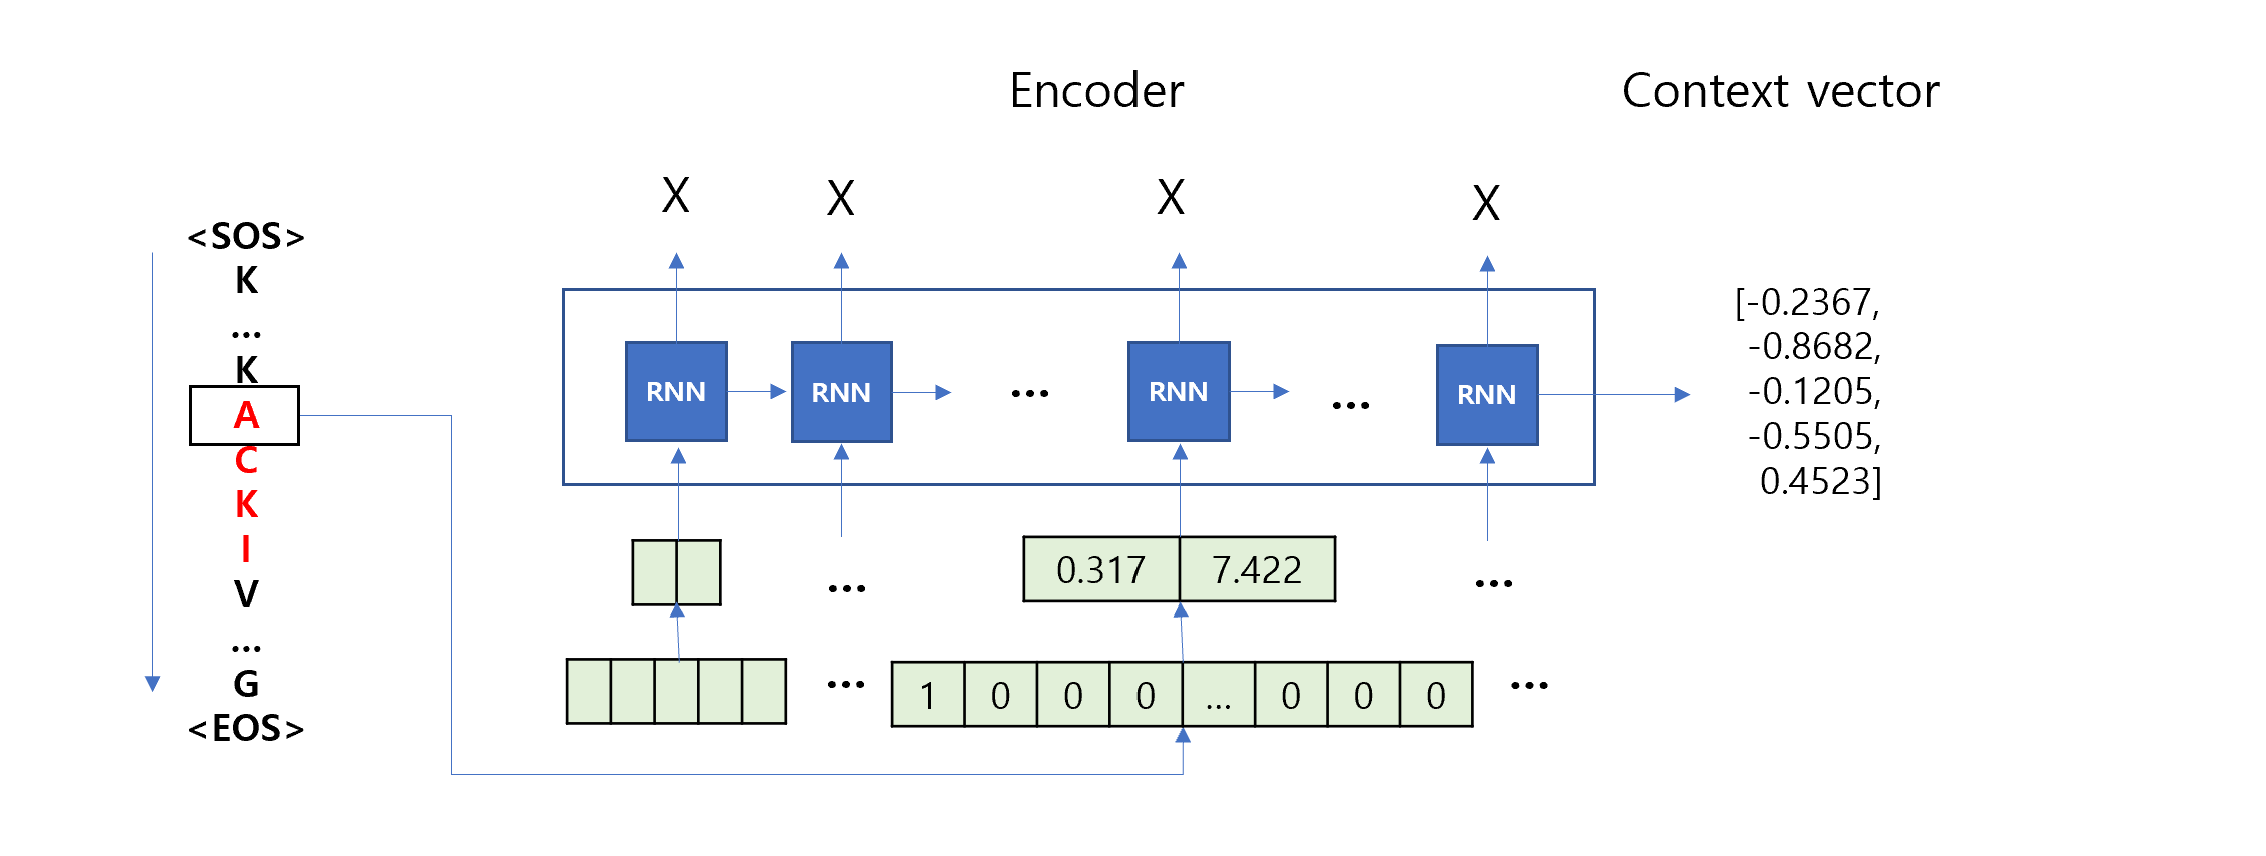 Encoder
Context vector
X X X X
<SOS>
K
...
K
A
C
K
I
V
...
G
<EOS>
RNN RNN ... RNN ... RNN
[-0.2367,
-0.8682,
-0.1205,
-0.5505,
0.4523]
... 0.317 7.422 ...
... 1 0 0 0 ... 0 0 0 ...